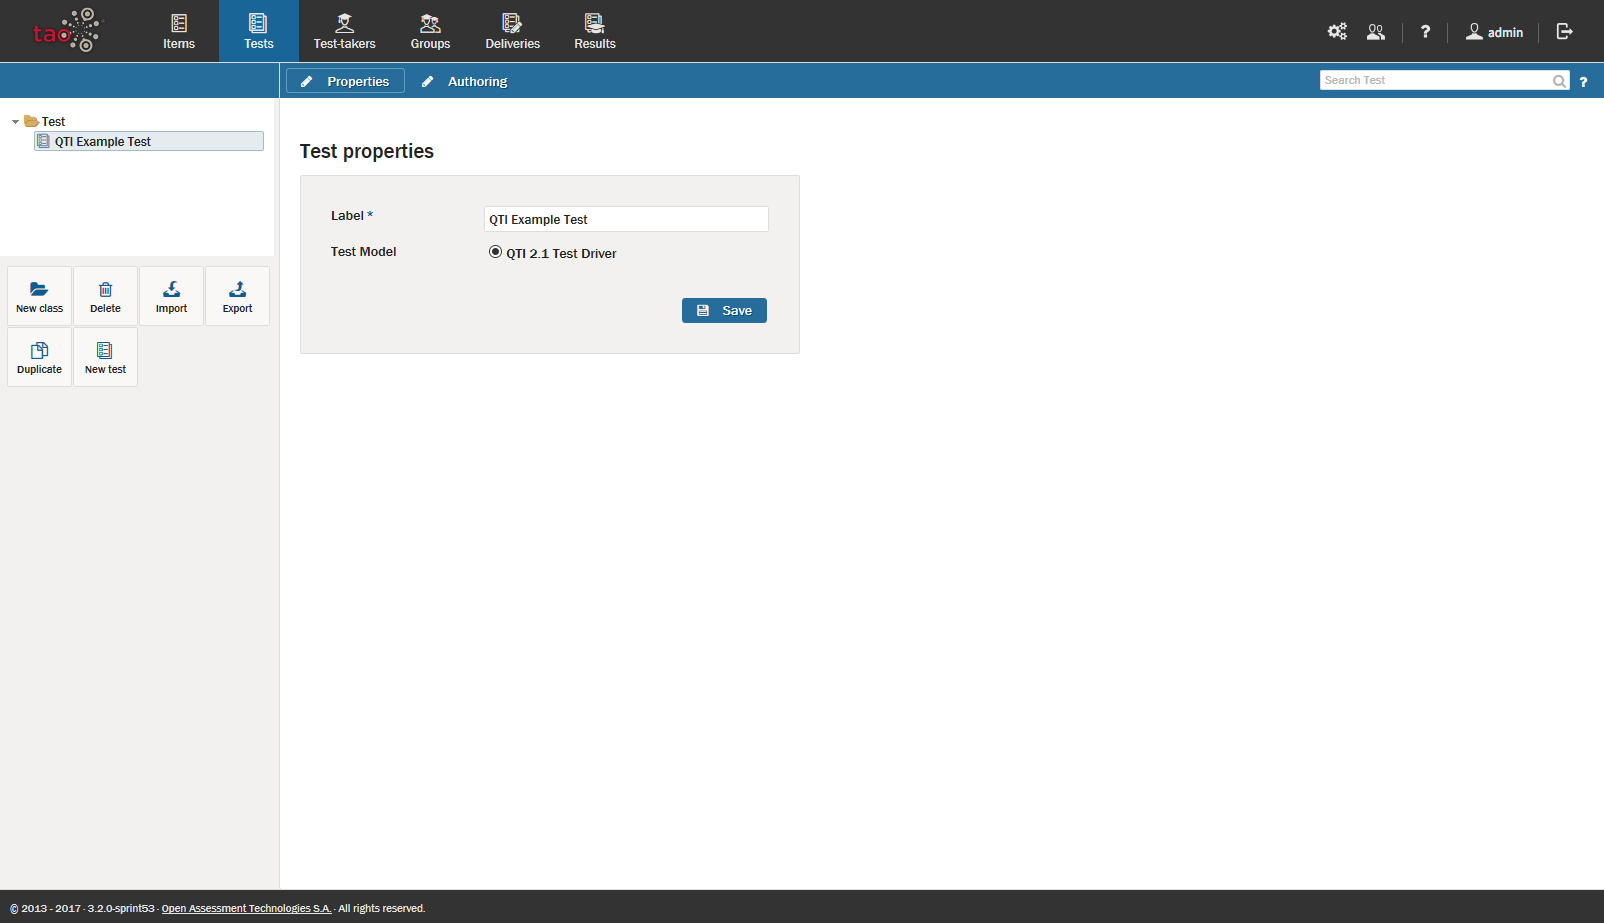 tao
Items
Tests
Test-takers
Groups
Deliveries
Results
?
admin
Properties
Authoring
Search Test
?
Test
QTI Example Test
Test properties
Label *
QTI Example Test
Test Model
QTI 2.1 Test Driver
Save
New class
Delete
Import
Export
Duplicate
New test
© 2013 - 2017 · 3.2.0-sprint53 · Open Assessment Technologies S.A. · All rights reserved.